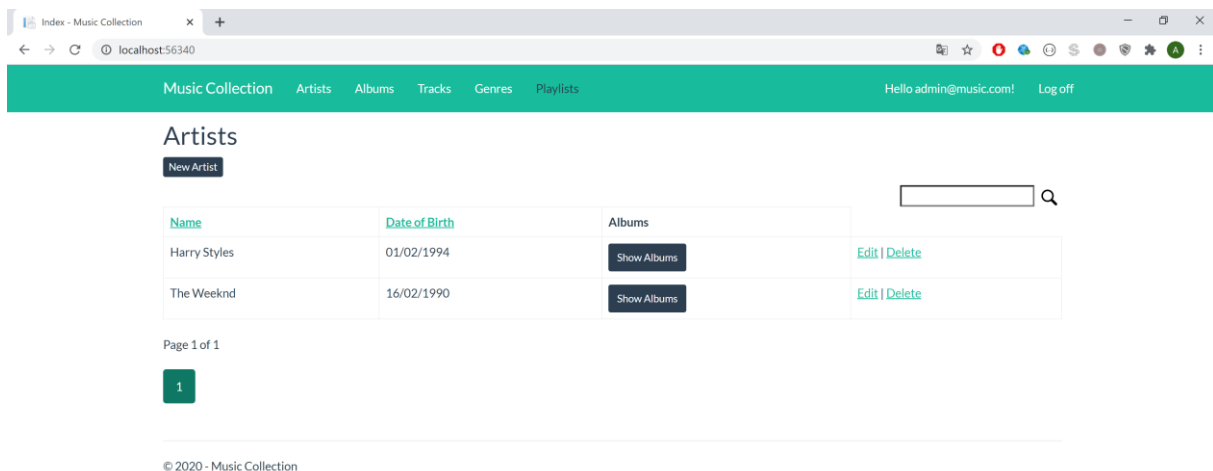 Index - Music Collection
localhost:56340
A
Music Collection Artists Albums Tracks Genres Playlists Hello admin@music.com! Log off
Artists
New Artist
Name Date of Birth Albums
Harry Styles 01/02/1994 Show Albums Edit | Delete
The Weeknd 16/02/1990 Show Albums Edit | Delete
Page 1 of 1
1
© 2020 - Music Collection